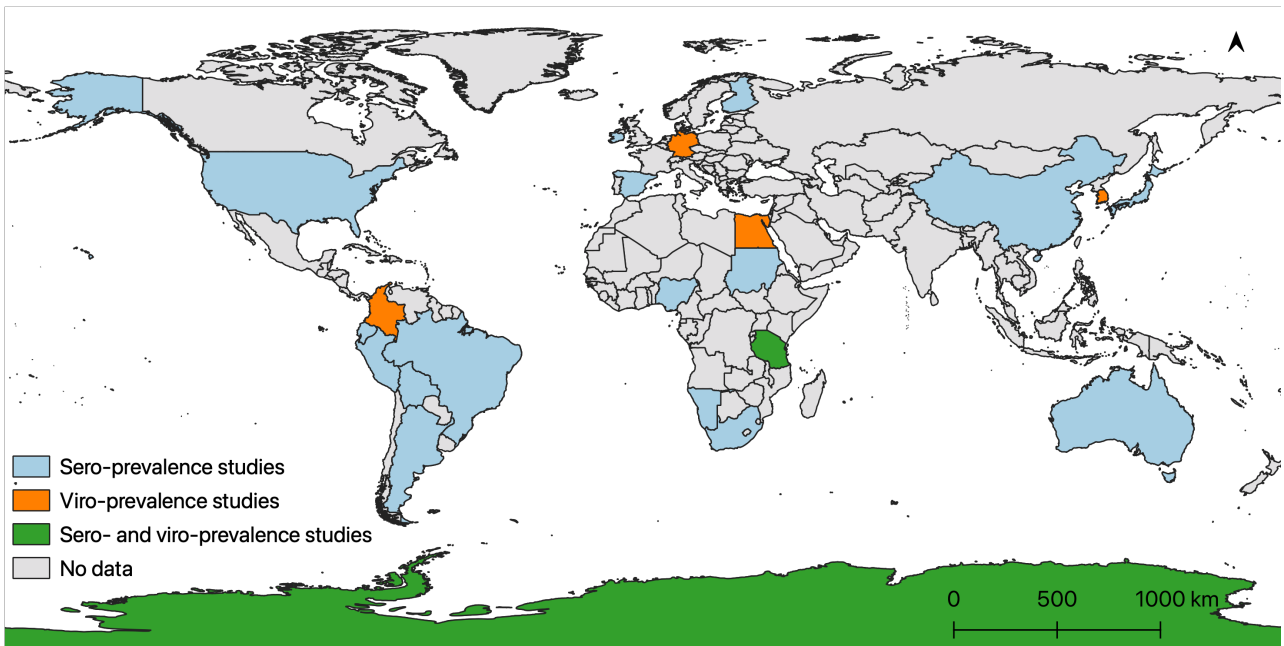 Sero-prevalence studies
Viro-prevalence studies
Sero- and viro-prevalence studies
No data
0 500 1000 km